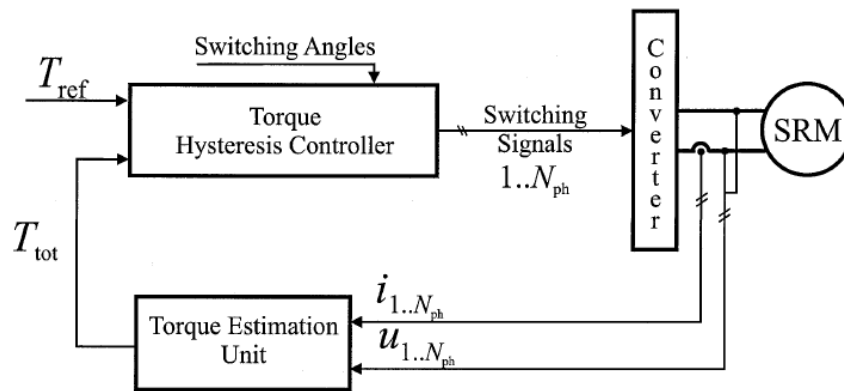 Switching Angles
T_ref
Torque
Hysteresis Controller
Switching
Signals
1..N_ph
Converter
SRM
T_tot
i_1..N_ph
u_1..N_ph
Torque Estimation
Unit